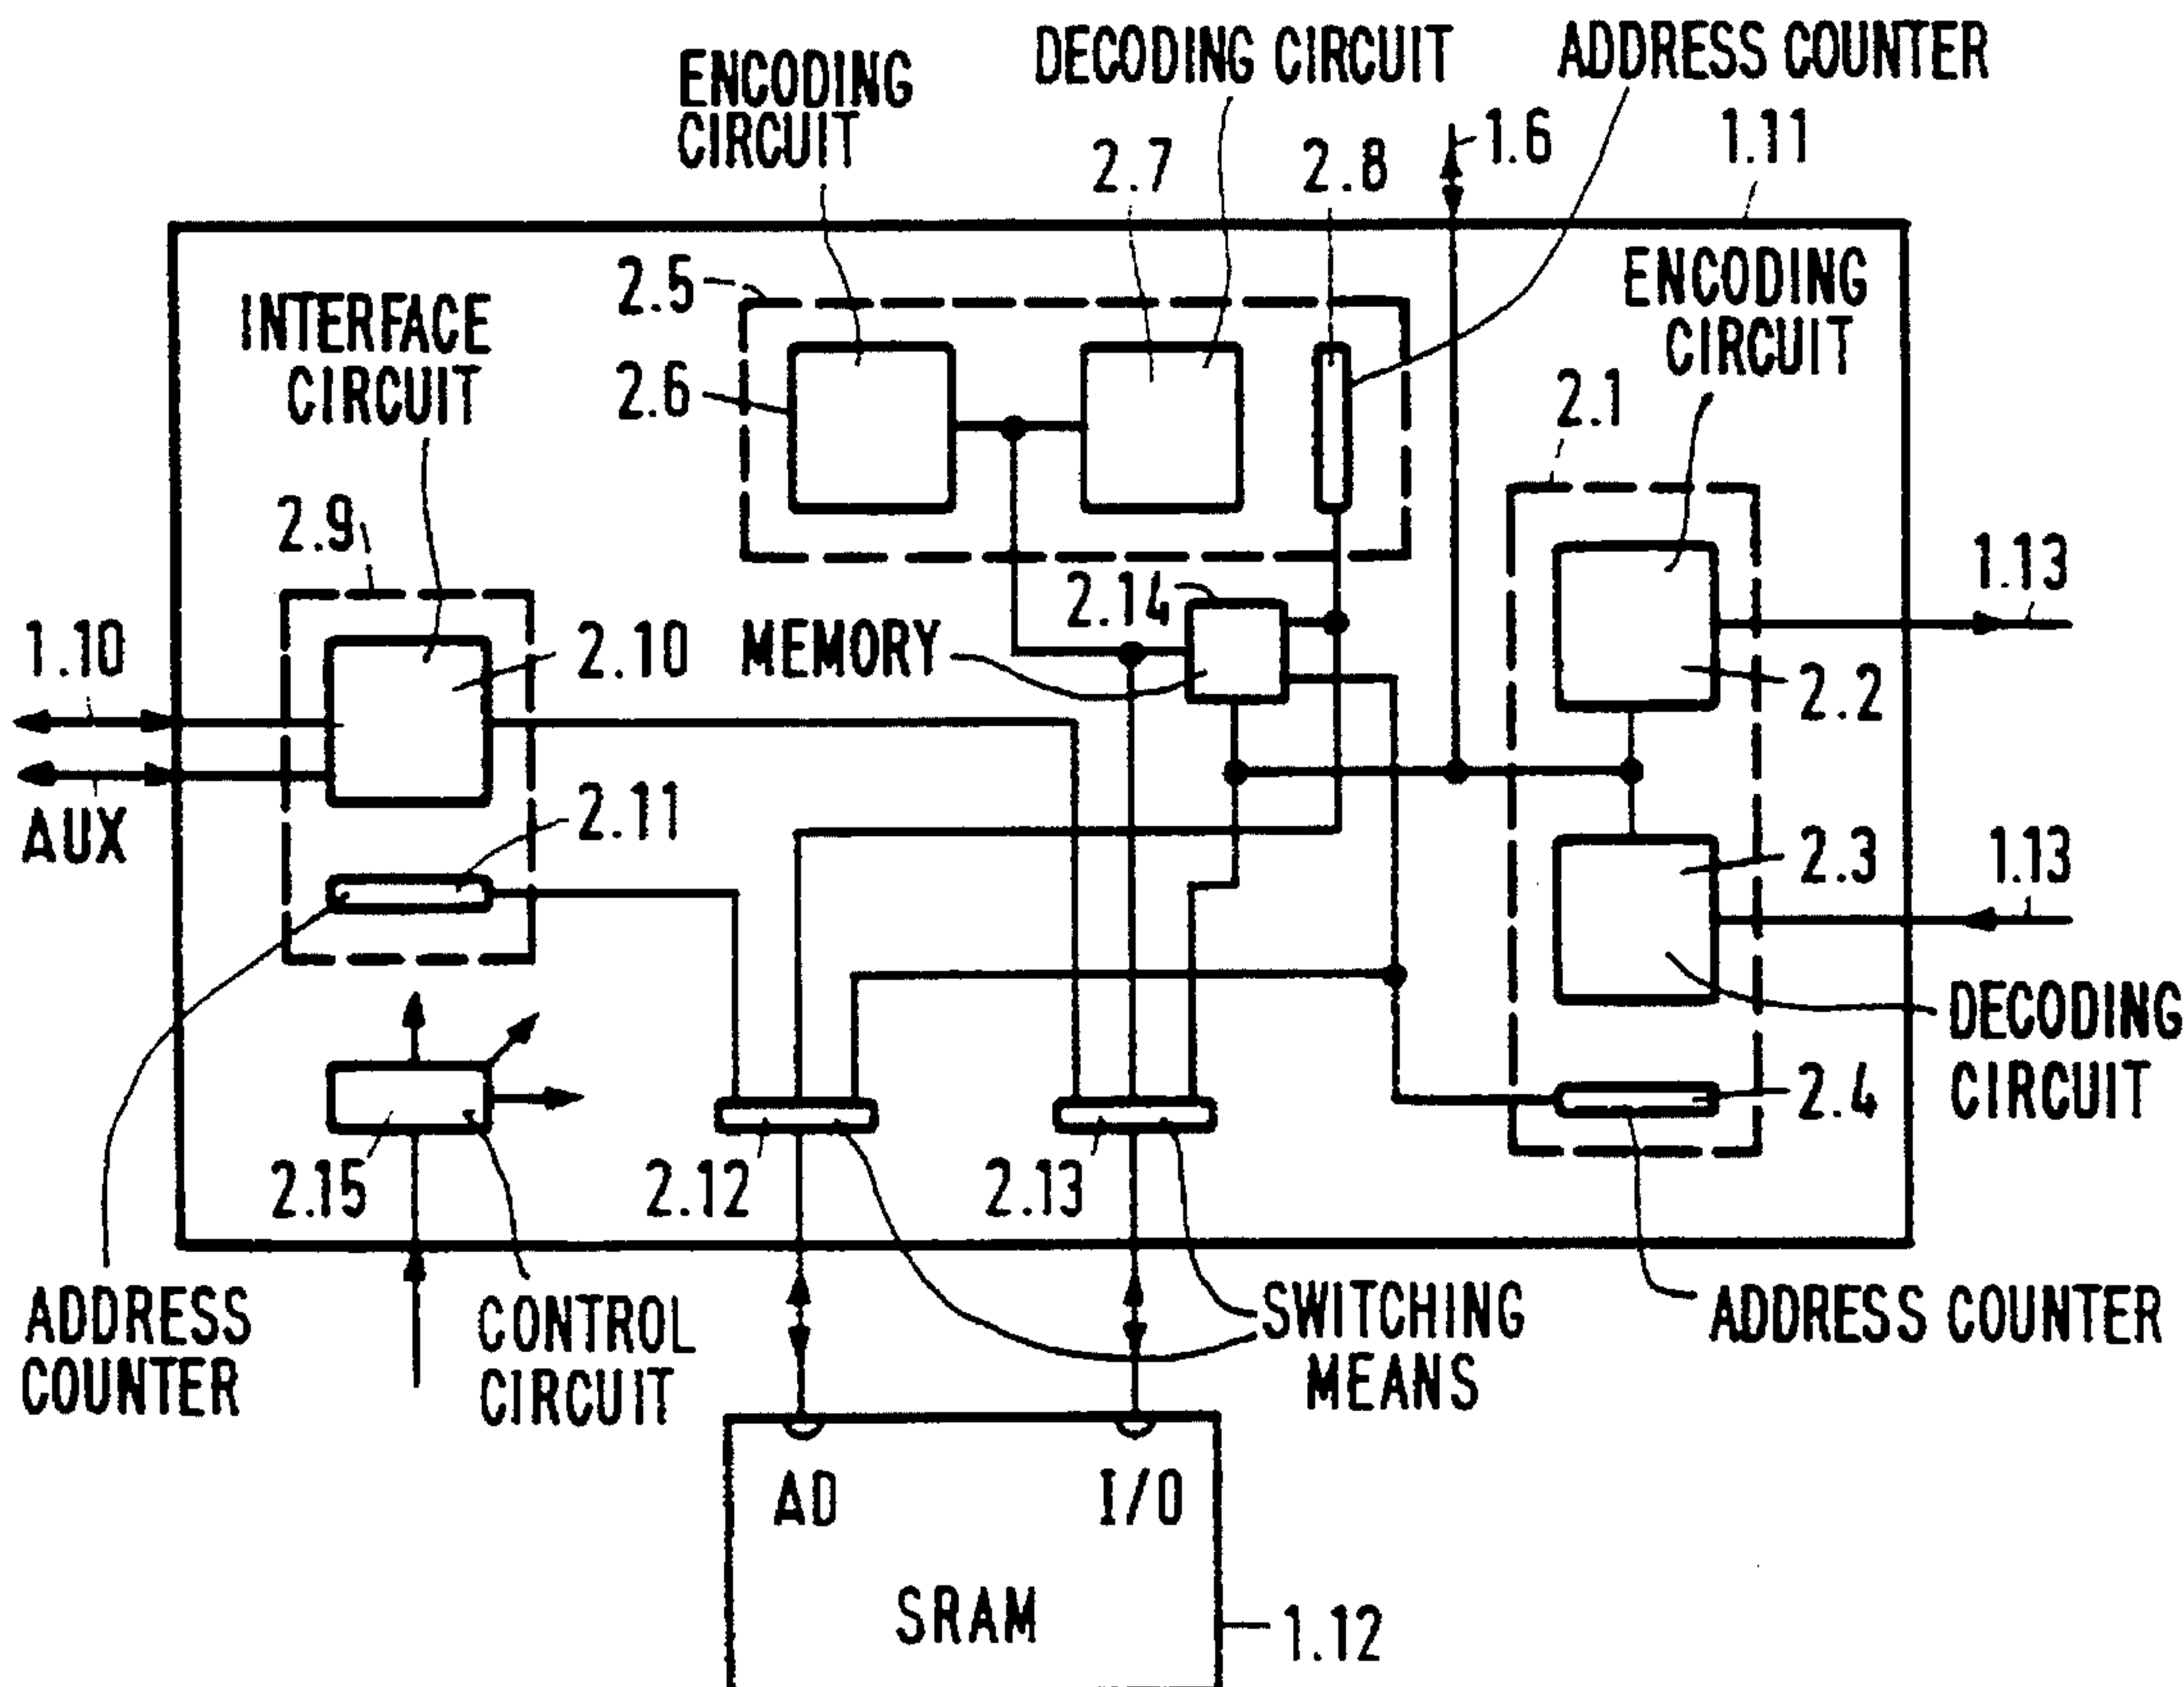 ENCODING
CIRCUIT
DECODING CIRCUIT
ADDRESS COUNTER
2.7
2.8
1.6
1.11
2.5
2.6
INTERFACE
CIRCUIT
ENCODING
CIRCUIT
2.1
2.9
1.13
1.10
2.10
2.14
MEMORY
2.2
AUX
2.11
2.3
1.13
DECODING
CIRCUIT
2.4
2.15
2.12
2.13
ADDRESS
COUNTER
CONTROL
CIRCUIT
SWITCHING
MEANS
ADDRESS COUNTER
AD
I/O
SRAM
1.12